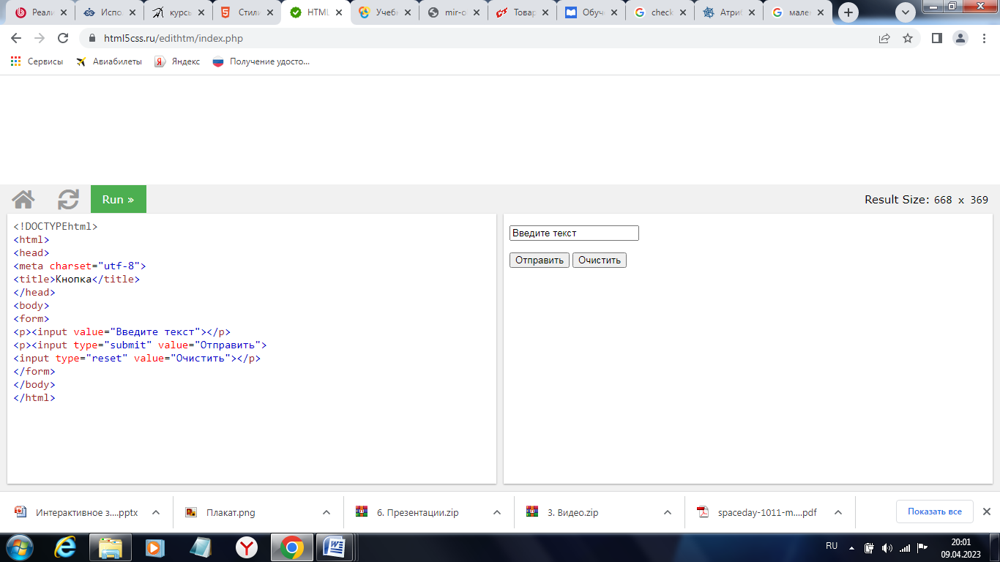 Реали
Испо.
курсы
Стили
HTML
Учебн
mir-o
Товар
Обуч
check
Атриб
мален
html5css.ru/edithtm/index.php
Сервисы Авиабилеты Яндекс Получение удосто...
Run » Result Size: 668 x 369
<!DOCTYPEhtml>
<html>
<head>
<meta charset="utf-8">
<title>Кнопка</title>
</head>
<body>
<form>
<p><input value="Введите текст"></p>
<p><input type="submit" value="Отправить">
<input type="reset" value="Очистить"></p>
</form>
</body>
</html>
Введите текст
Отправить Очистить
Интерактивное з....pptx Плакат.png 6. Презентации.zip 3. Видео.zip spaceday-1011-m....pdf Показать все
RU 20:01
09.04.2023